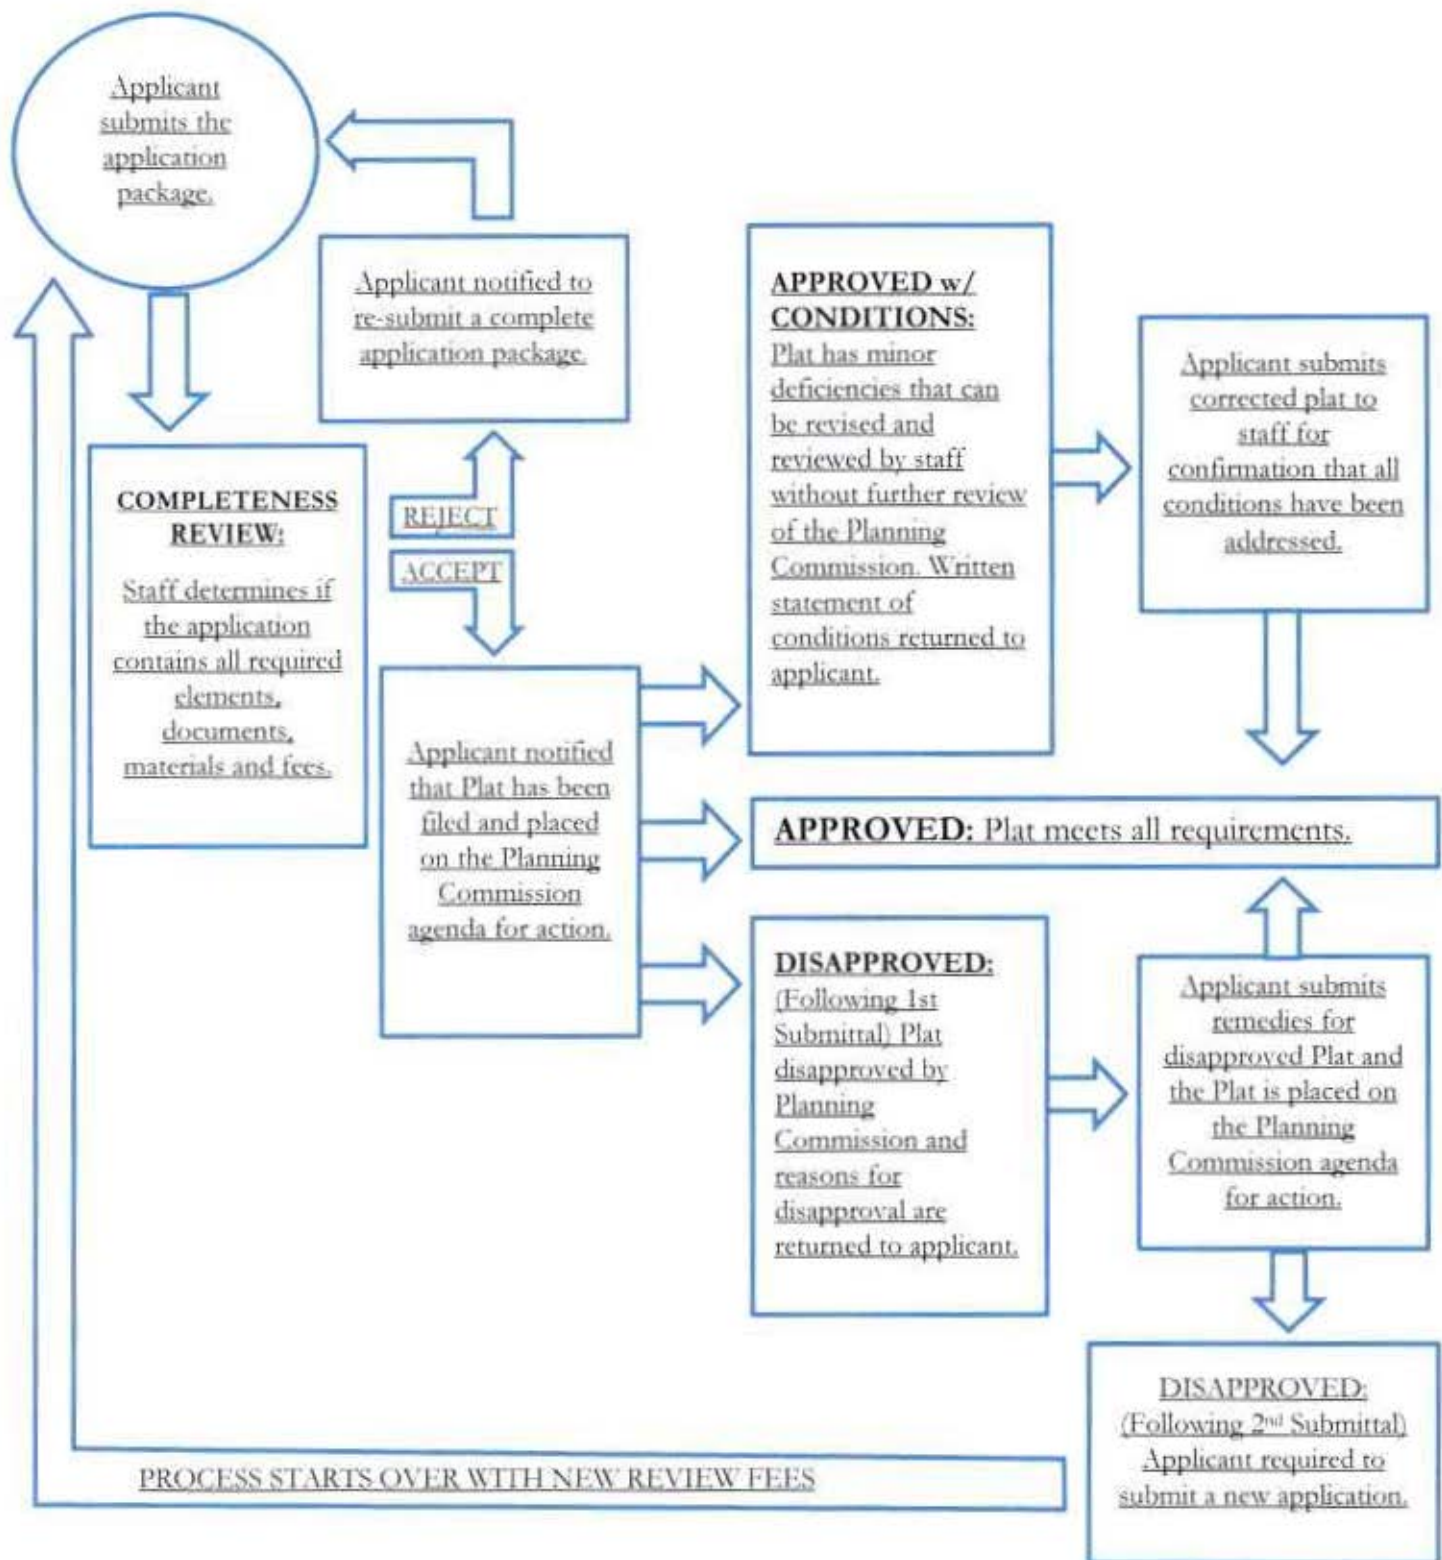 Applicant
submits the
application
package.
Applicant notified to
re-submit a complete
application package.
COMPLETENESS
REVIEW:
Staff determines if
the application
contains all required
elements,
documents,
materials and fees.
REJECT
ACCEPT
Applicant notified
that Plat has been
filed and placed
on the Planning
Commission
agenda for action.
APPROVED w/
CONDITIONS:
Plat has minor
deficiencies that can
be revised and
reviewed by staff
without further review
of the Planning
Commission. Written
statement of
conditions returned to
applicant.
Applicant submits
corrected plat to
staff for
confirmation that all
conditions have been
addressed.
APPROVED: Plat meets all requirements.
DISAPPROVED:
(Following 1st
Submittal) Plat
disapproved by
Planning
Commission and
reasons for
disapproval are
returned to applicant.
Applicant submits
remedies for
disapproved Plat and
the Plat is placed on
the Planning
Commission agenda
for action.
DISAPPROVED:
(Following 2nd Submittal)
Applicant required to
submit a new application.
PROCESS STARTS OVER WITH NEW REVIEW FEES